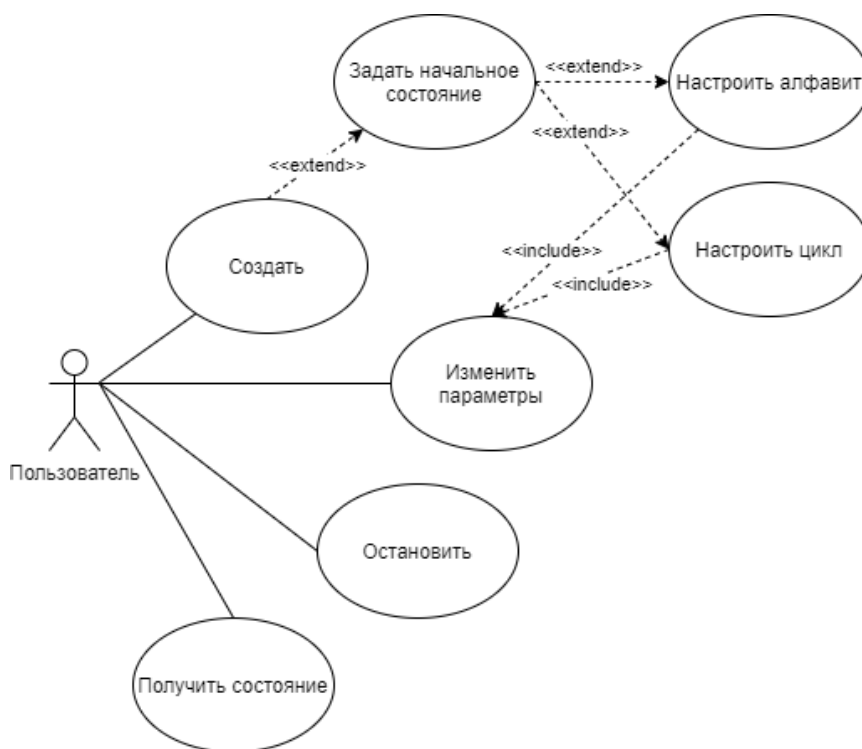 Задать начальное
состояние
<<extend>>
Настроить алфавит
<<extend>>
<<extend>>
Создать
<<include>>
Настроить цикл
<<include>>
Изменить
параметры
Пользователь
Остановить
Получить состояние